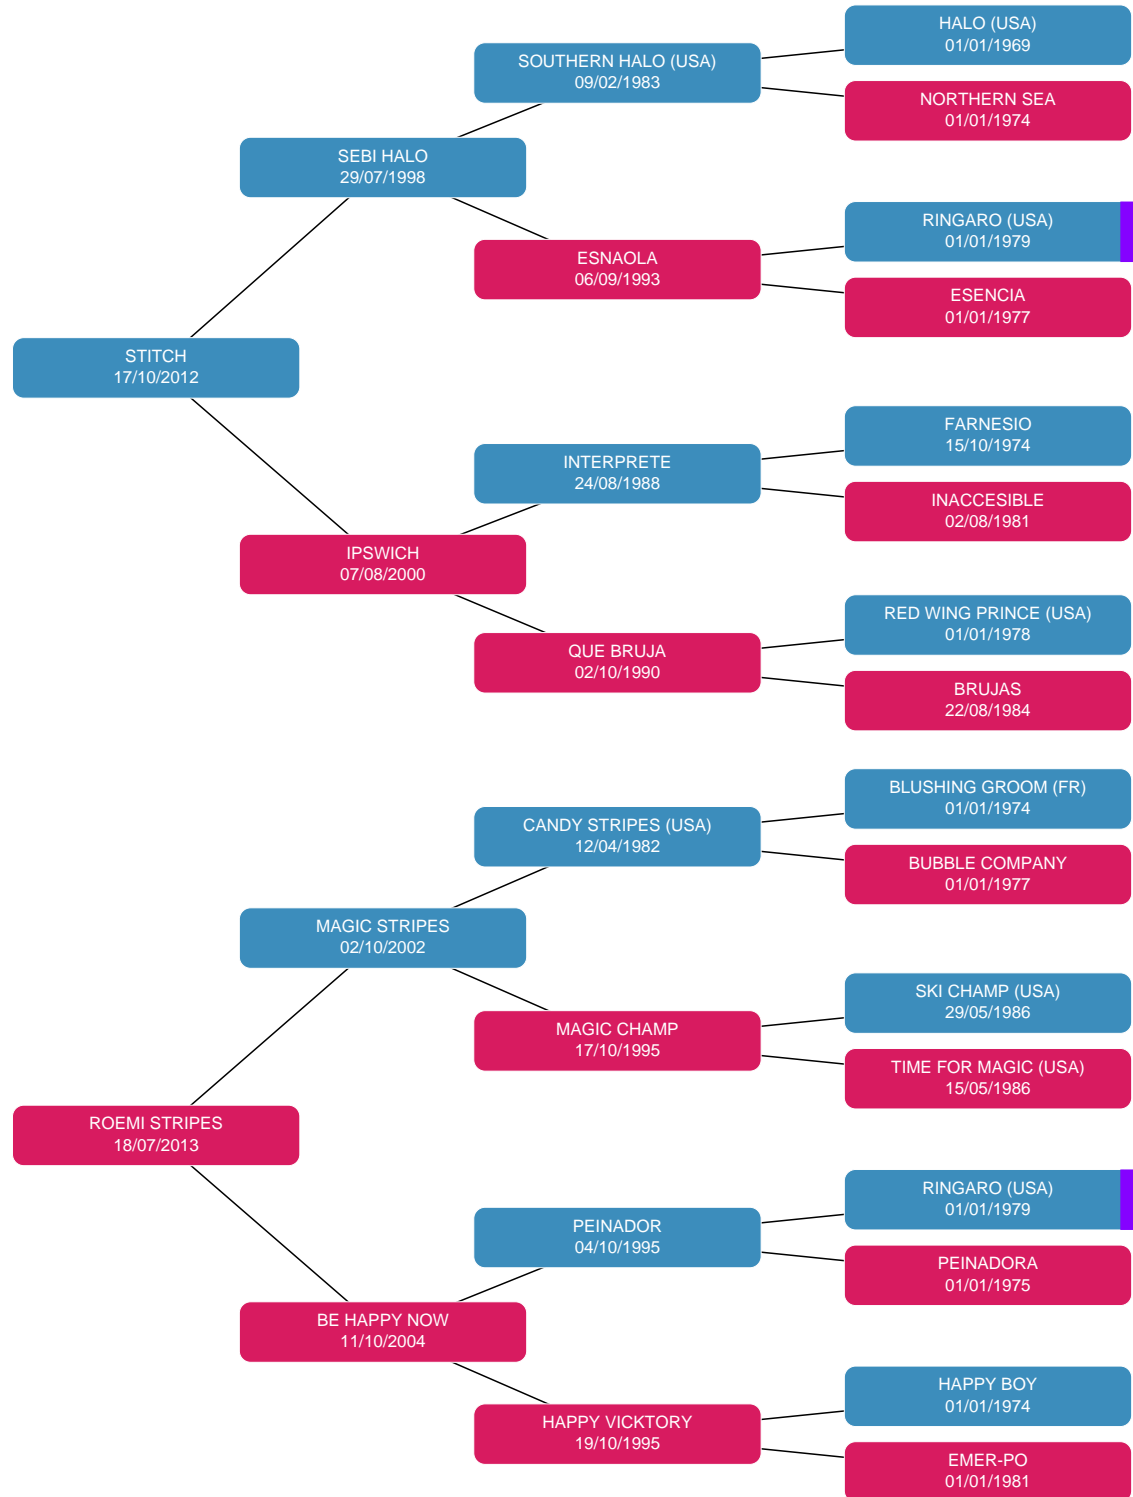 HALO (USA)
01/01/1969
SOUTHERN HALO (USA)
09/02/1983
NORTHERN SEA
01/01/1974
SEBI HALO
29/07/1998
RINGARO (USA)
01/01/1979
ESNAOLA
06/09/1993
ESENCIA
01/01/1977
STITCH
17/10/2012
FARNESIO
15/10/1974
INTERPRETE
24/08/1988
INACCESIBLE
02/08/1981
IPSWICH
07/08/2000
RED WING PRINCE (USA)
01/01/1978
QUE BRUJA
02/10/1990
BRUJAS
22/08/1984
BLUSHING GROOM (FR)
01/01/1974
CANDY STRIPES (USA)
12/04/1982
BUBBLE COMPANY
01/01/1977
MAGIC STRIPES
02/10/2002
SKI CHAMP (USA)
29/05/1986
MAGIC CHAMP
17/10/1995
TIME FOR MAGIC (USA)
15/05/1986
ROEMI STRIPES
18/07/2013
RINGARO (USA)
01/01/1979
PEINADOR
04/10/1995
PEINADORA
01/01/1975
BE HAPPY NOW
11/10/2004
HAPPY BOY
01/01/1974
HAPPY VICKTORY
19/10/1995
EMER-PO
01/01/1981